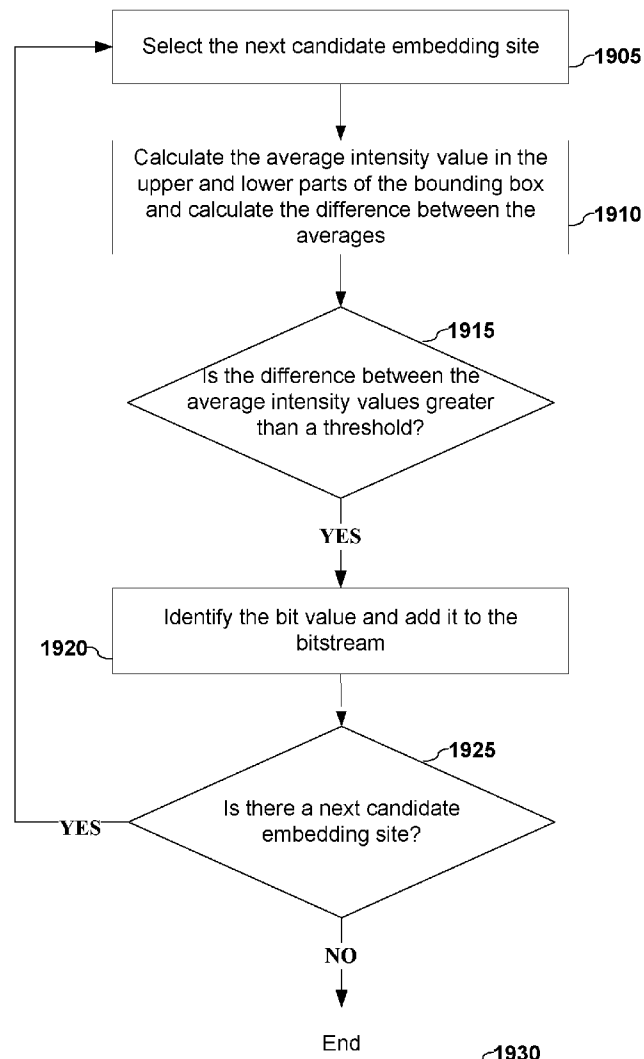 Select the next candidate embedding site
1905
Calculate the average intensity value in the
upper and lower parts of the bounding box
and calculate the difference between the
averages
1910
1915
Is the difference between the
average intensity values greater
than a threshold?
YES
Identify the bit value and add it to the
bitstream
1920
1925
Is there a next candidate
embedding site?
YES
NO
End
1930